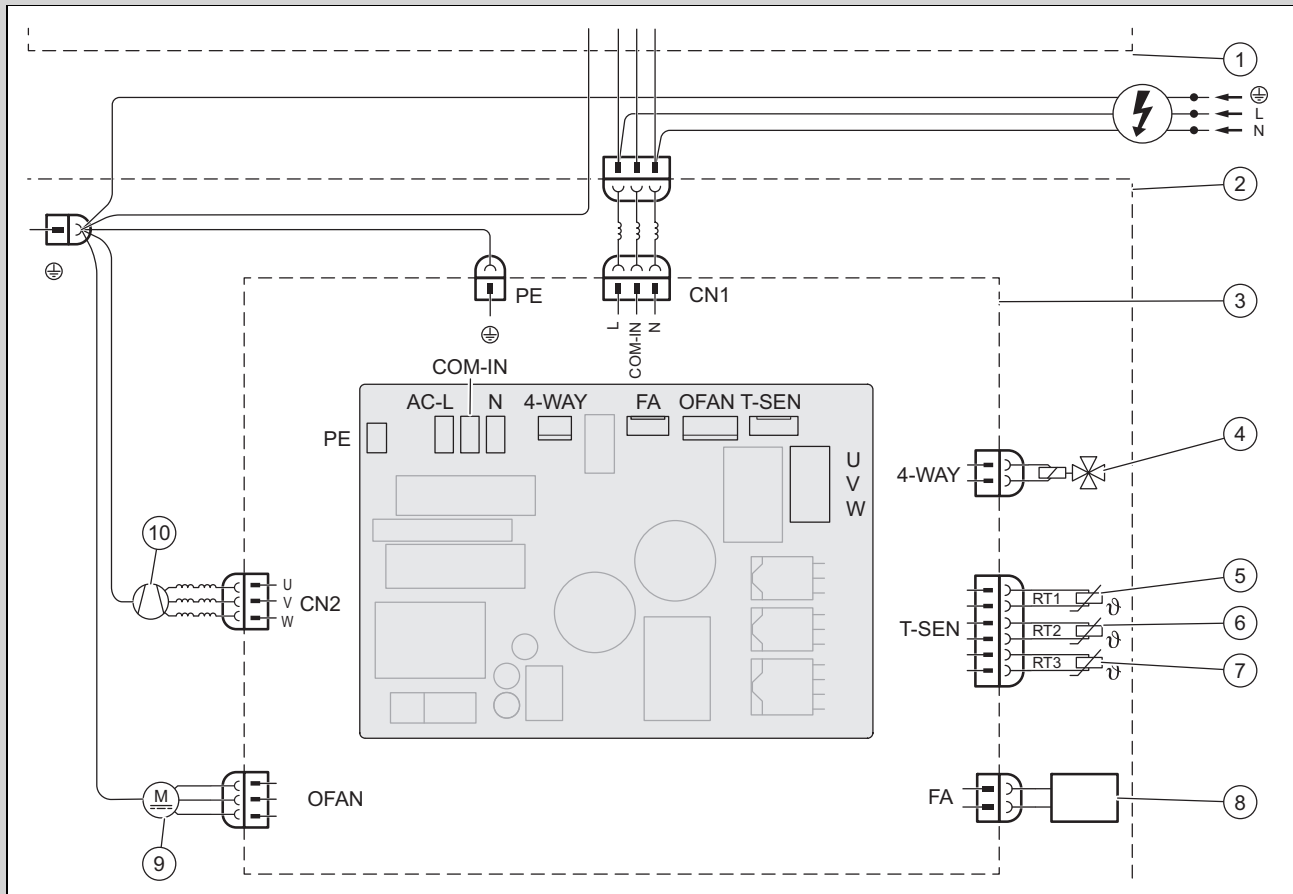 1
L
N
2
PE
CN1
3
L
COM-IN
N
COM-IN
AC-L N 4-WAY FA OFAN T-SEN
PE
U
V
W
4-WAY
4
10
U
V
W
CN2
T-SEN
RT1 ϑ
5
RT2 ϑ
6
RT3 ϑ
7
M
OFAN
FA
8
9